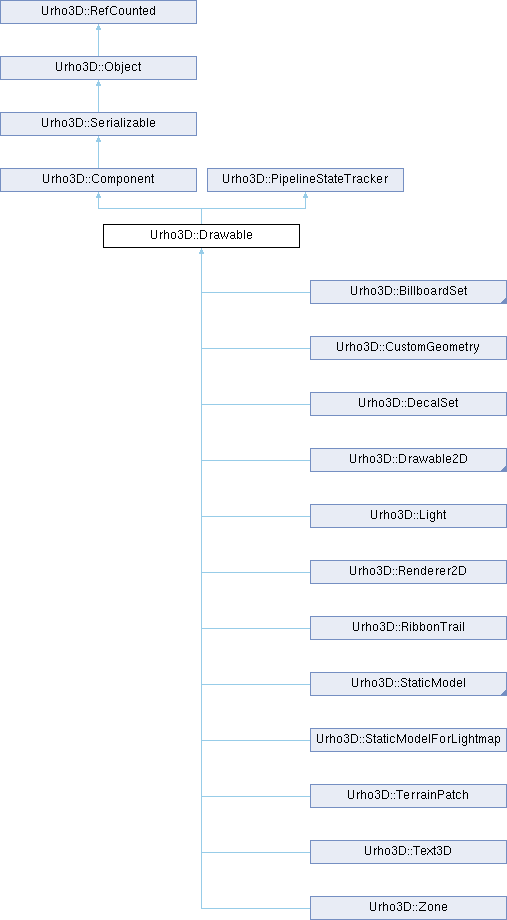 Urho3D::RefCounted
Urho3D::Object
Urho3D::Serializable
Urho3D::Component
Urho3D::PipelineStateTracker
Urho3D::Drawable
Urho3D::BillboardSet
Urho3D::CustomGeometry
Urho3D::DecalSet
Urho3D::Drawable2D
Urho3D::Light
Urho3D::Renderer2D
Urho3D::RibbonTrail
Urho3D::StaticModel
Urho3D::StaticModelForLightmap
Urho3D::TerrainPatch
Urho3D::Text3D
Urho3D::Zone